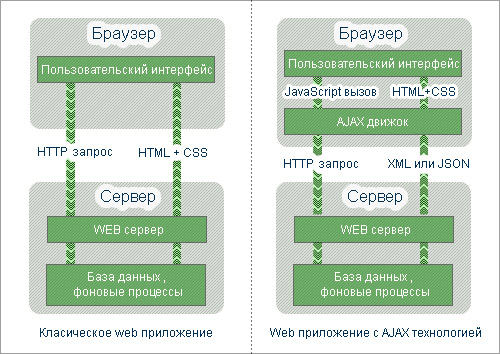 Браузер
Пользовательский интерфейс
HTTP запрос
HTML + CSS
Сервер
WEB сервер
База данных ,
фоновые процессы
Класическое web приложение
Браузер
Пользовательский интерфейс
JavaScript вызов
HTML+CSS
AJAX движок
HTTP запрос
XML или JSON
Сервер
WEB сервер
База данных ,
фоновые процессы
Web приложение с AJAX технологией